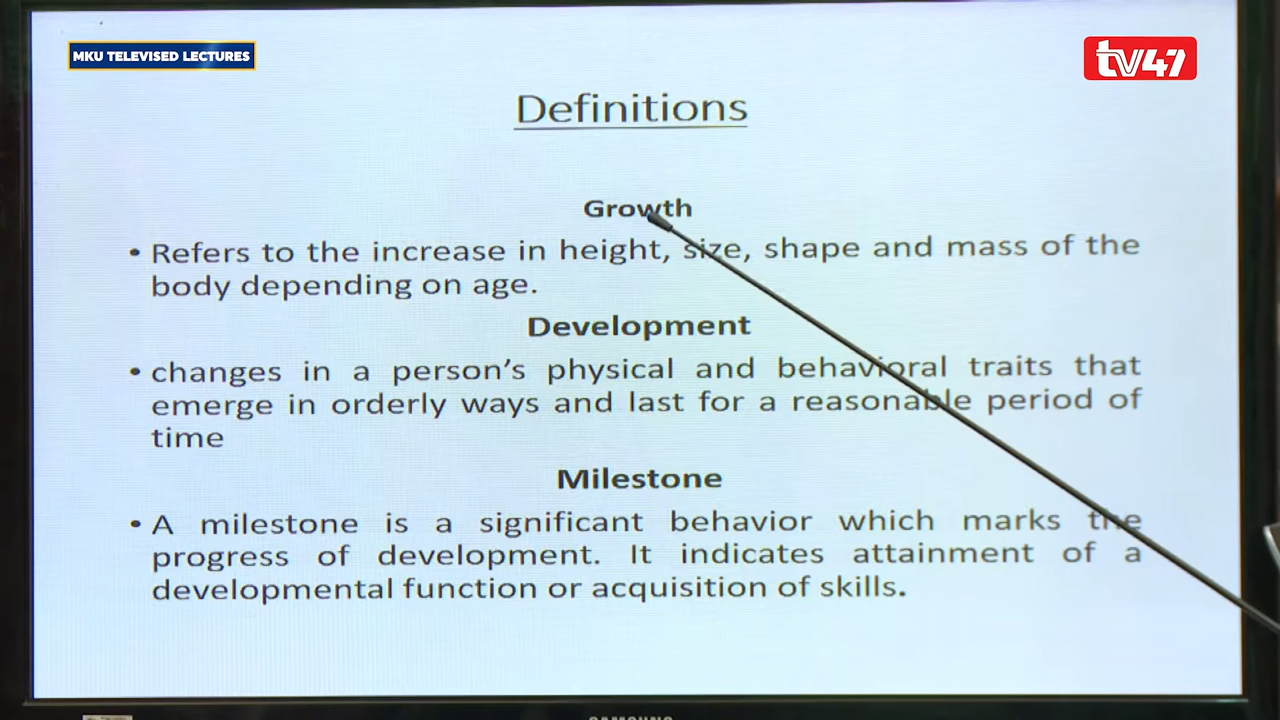 MKU TELEVISED LECTURES
tv47
Definitions
Growth
• Refers to the increase in height, size, shape and mass of the
body depending on age.
Development
• changes in a person's physical and behavioral traits that
emerge in orderly ways and last for a reasonable period of
time
Milestone
• A milestone is a significant behavior which marks the
progress of development. It indicates attainment of a
developmental function or acquisition of skills.
SAMSUNG